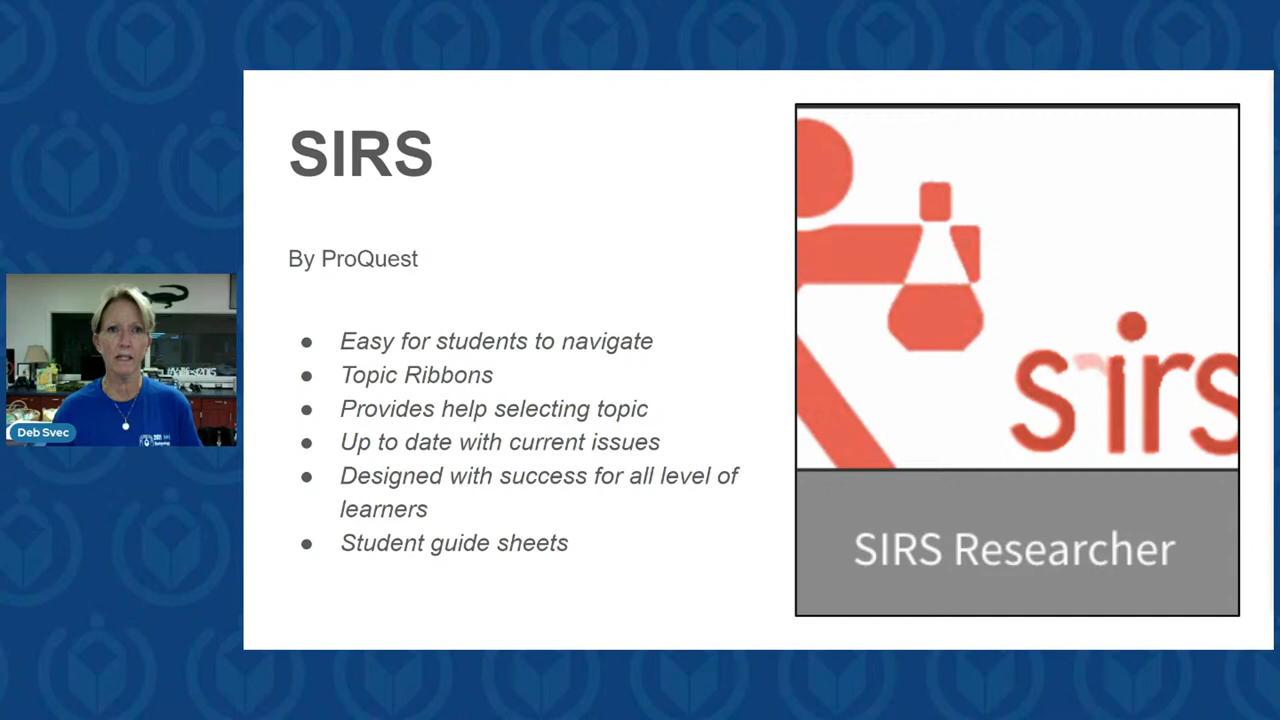 SIRS
By ProQuest
● Easy for students to navigate
● Topic Ribbons
● Provides help selecting topic
● Up to date with current issues
● Designed with success for all level of
learners
● Student guide sheets
sirs
SIRS Researcher
Deb Svec